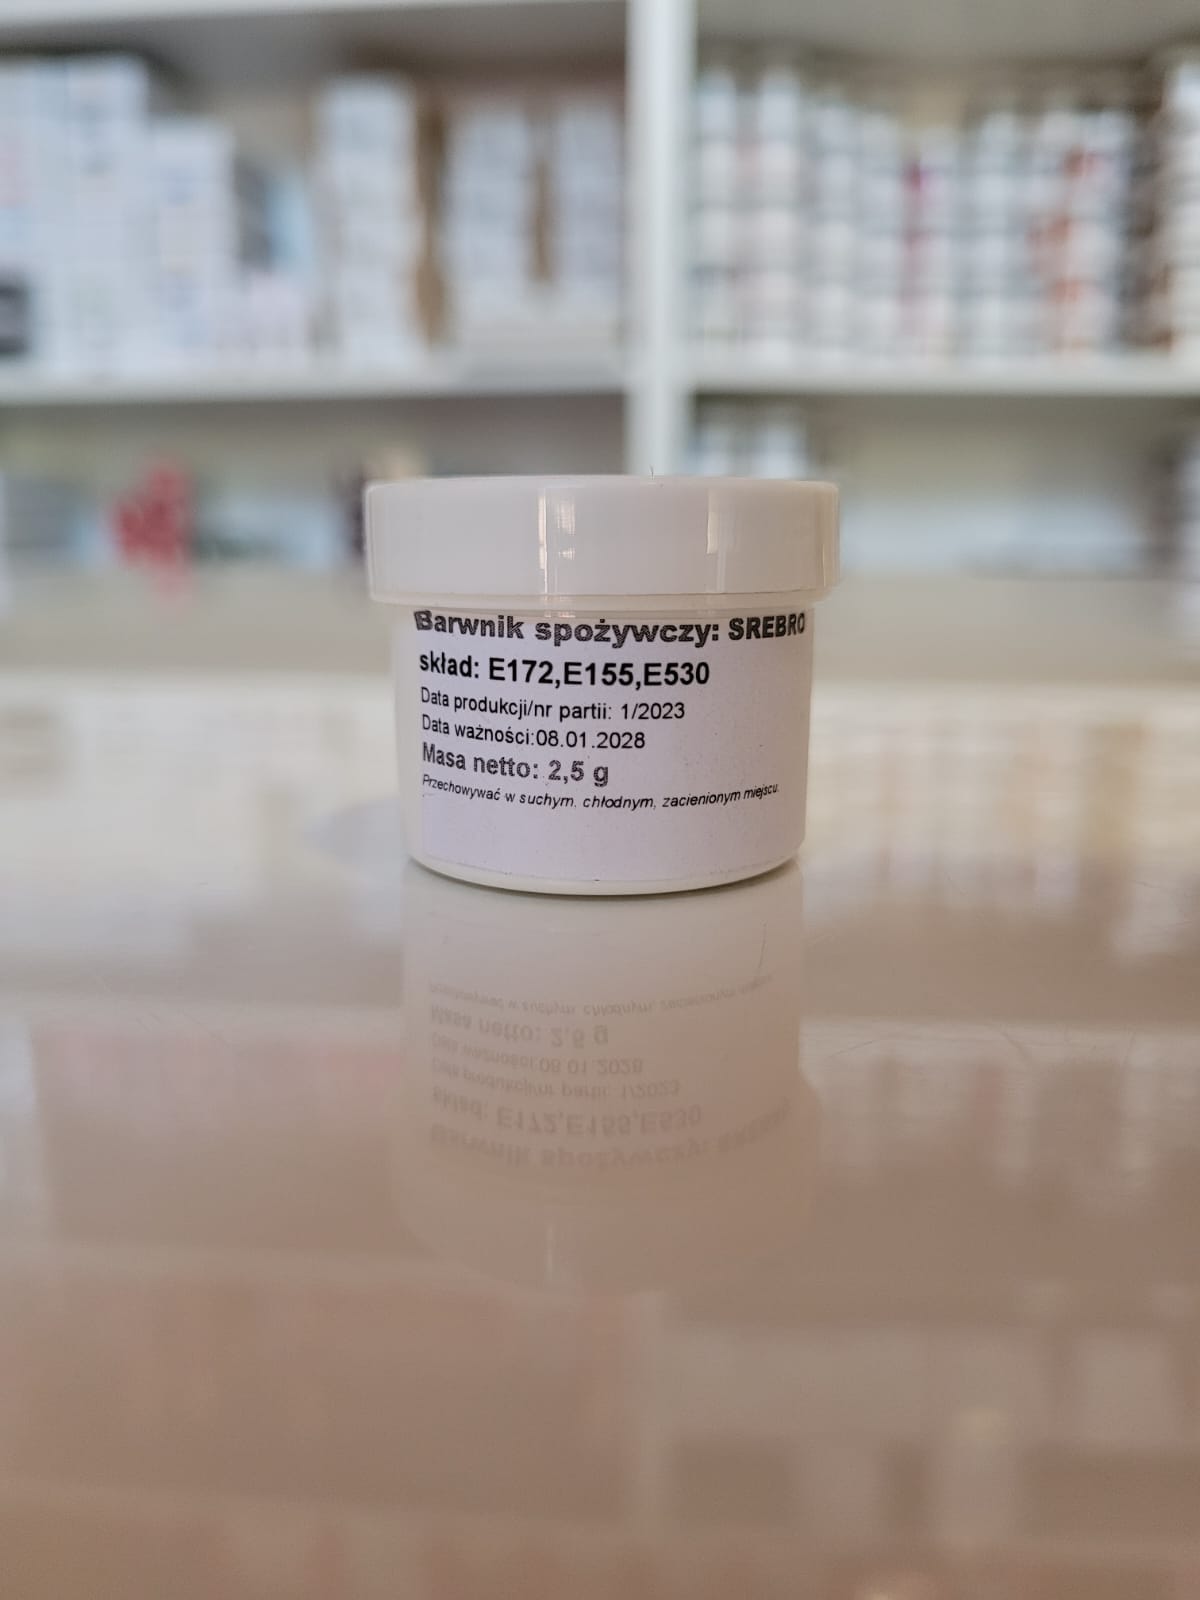 Barwnik spożywczy: SREBRO
skład: E172,E155,E530
Data produkcji/nr partii: 1/2023
Data ważności:08.01.2028
Masa netto: 2,5 g
Przechowywać w suchym, chłodnym, zacienionym miejscu.